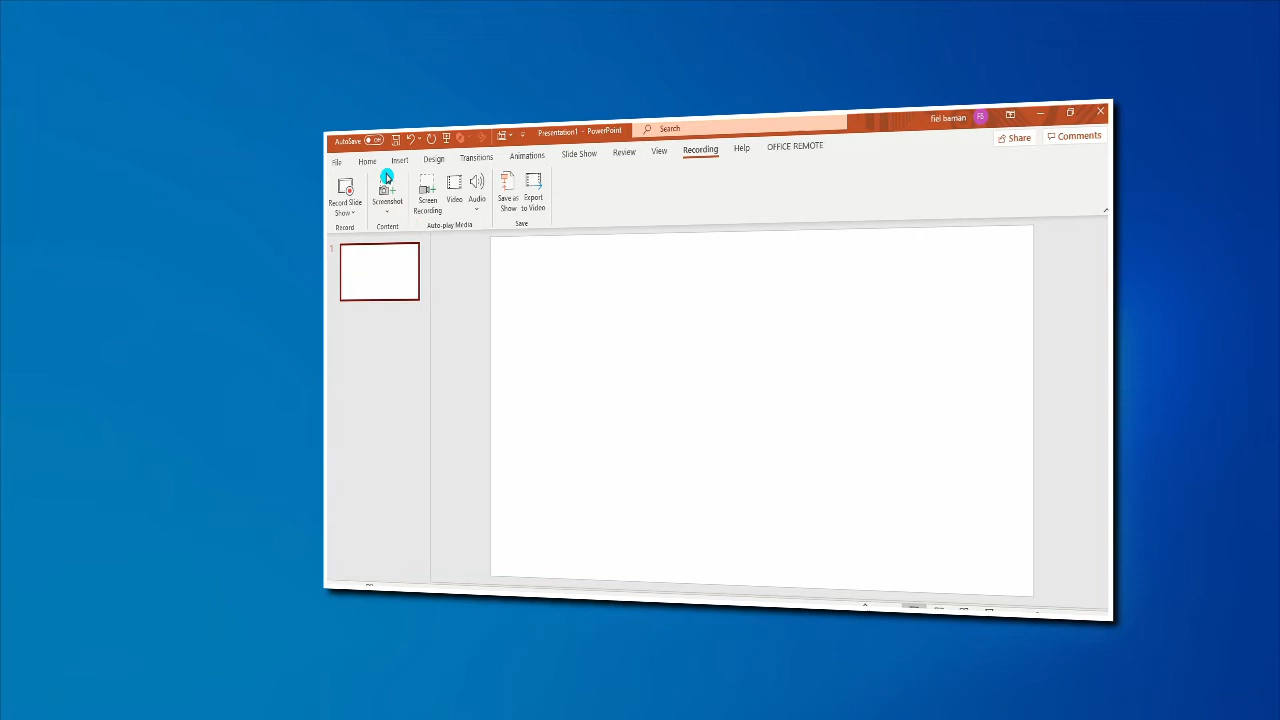 AutoSave Off Presentation1 - PowerPoint Search fiel baman FB
File Home Insert Design Transitions Animations Slide Show Review View Recording Help OFFICE REMOTE Share Comments
Record Slide
Show
Screenshot
Screen
Recording
Video
Audio
Save as
Show
Export
to Video
Record Content Auto-play Media Save
1